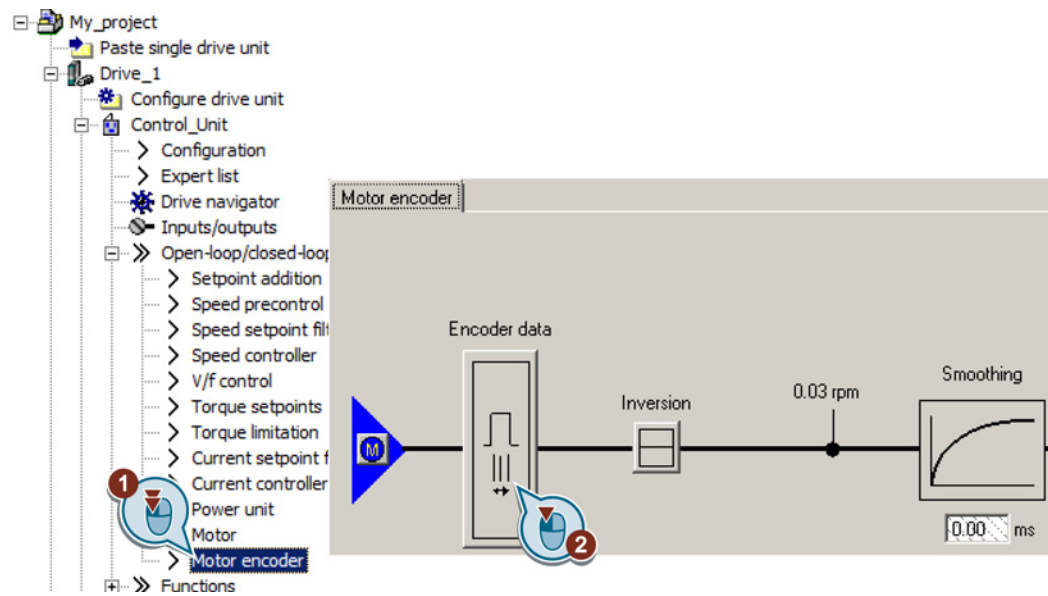 My_project
Paste single drive unit
Drive_1
Configure drive unit
Control_Unit
Configuration
Expert list
Drive navigator
Inputs/outputs
Open-loop/closed-loop
Setpoint addition
Speed precontrol
Speed setpoint filt
Speed controller
V/f control
Torque setpoints
Torque limitation
Current setpoint f
Current controller
1
Power unit
Motor
Motor encoder
Functions
Motor encoder
Encoder data
M
Inversion
0.03 rpm
Smoothing
0.00 ms
2